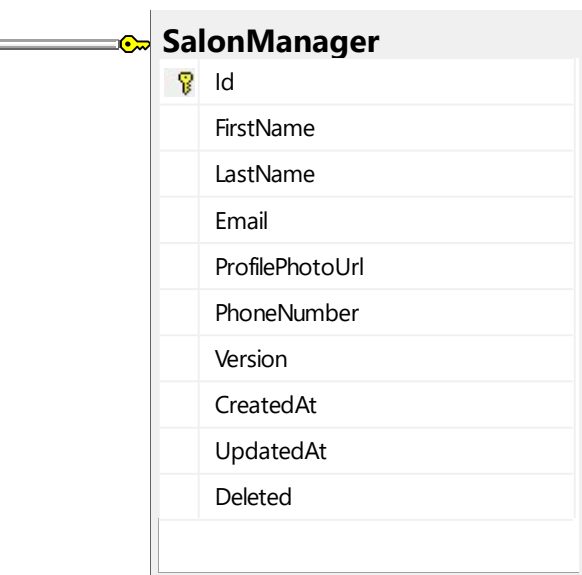 SalonManager
Id
FirstName
LastName
Email
ProfilePhotoUrl
PhoneNumber
Version
CreatedAt
UpdatedAt
Deleted